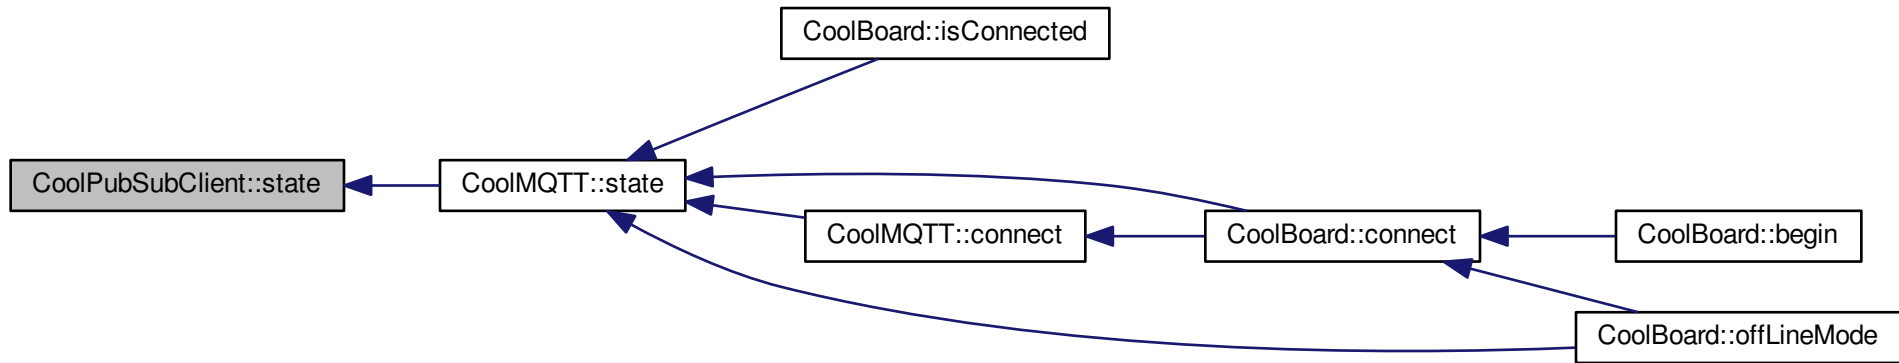 CoolBoard::isConnected
CoolPubSubClient::state
CoolMQTT::state
CoolMQTT::connect
CoolBoard::connect
CoolBoard::begin
CoolBoard::offLineMode